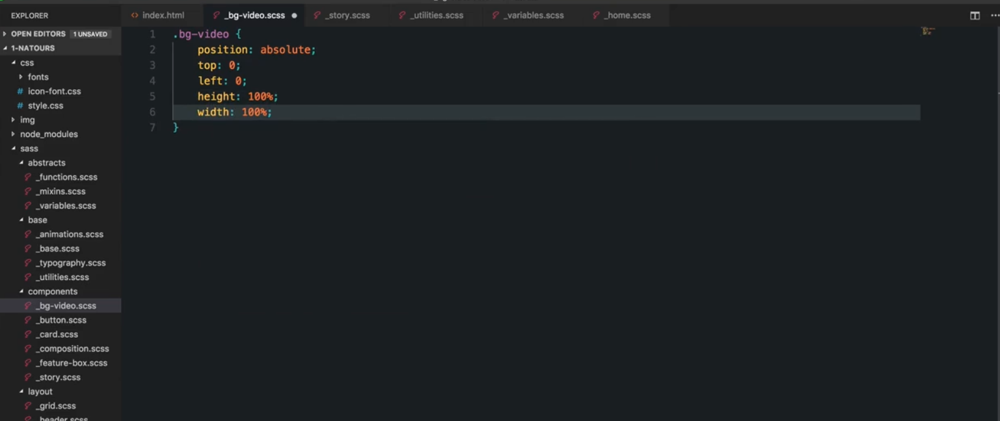 EXPLORER
index.html
_bg-video.scss
_story.scss
_utilities.scss
_variables.scss
_home.scss
OPEN EDITORS 1 UNSAVED
1-NATOURS
css
fonts
# icon-font.css
# style.css
img
node_modules
sass
abstracts
_functions.scss
_mixins.scss
_variables.scss
base
_animations.scss
_base.scss
_typography.scss
_utilities.scss
components
_bg-video.scss
_button.scss
_card.scss
_composition.scss
_feature-box.scss
_story.scss
layout
_grid.scss
_header.scss
1 .bg-video {
2 position: absolute;
3 top: 0;
4 left: 0;
5 height: 100%;
6 width: 100%;
7 }